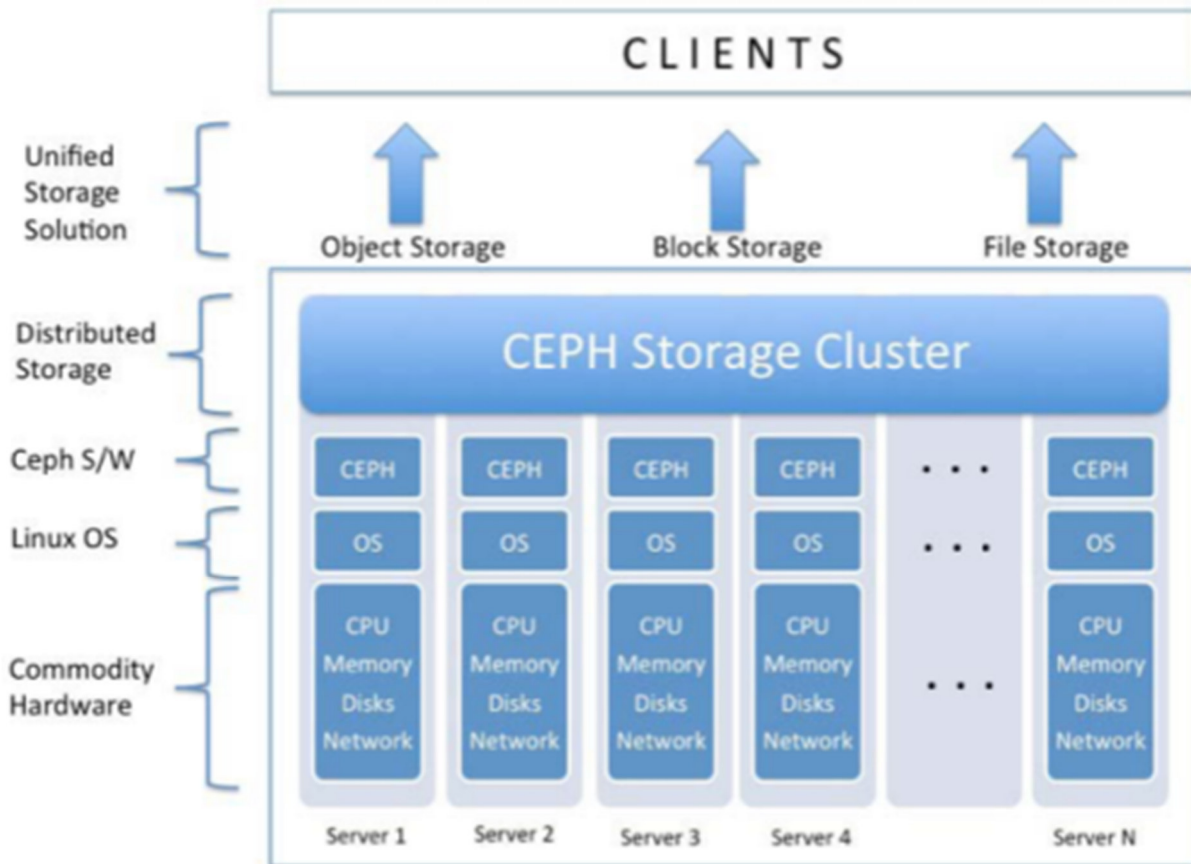 CLIENTS
Unified
Storage
Solution
Object Storage
Block Storage
File Storage
Distributed
Storage
CEPH Storage Cluster
Ceph S/W
CEPH
CEPH
CEPH
CEPH
. . .
CEPH
Linux OS
OS
OS
OS
OS
. . .
OS
Commodity
Hardware
CPU
Memory
Disks
Network
CPU
Memory
Disks
Network
CPU
Memory
Disks
Network
CPU
Memory
Disks
Network
. . .
CPU
Memory
Disks
Network
Server 1
Server 2
Server 3
Server 4
Server N